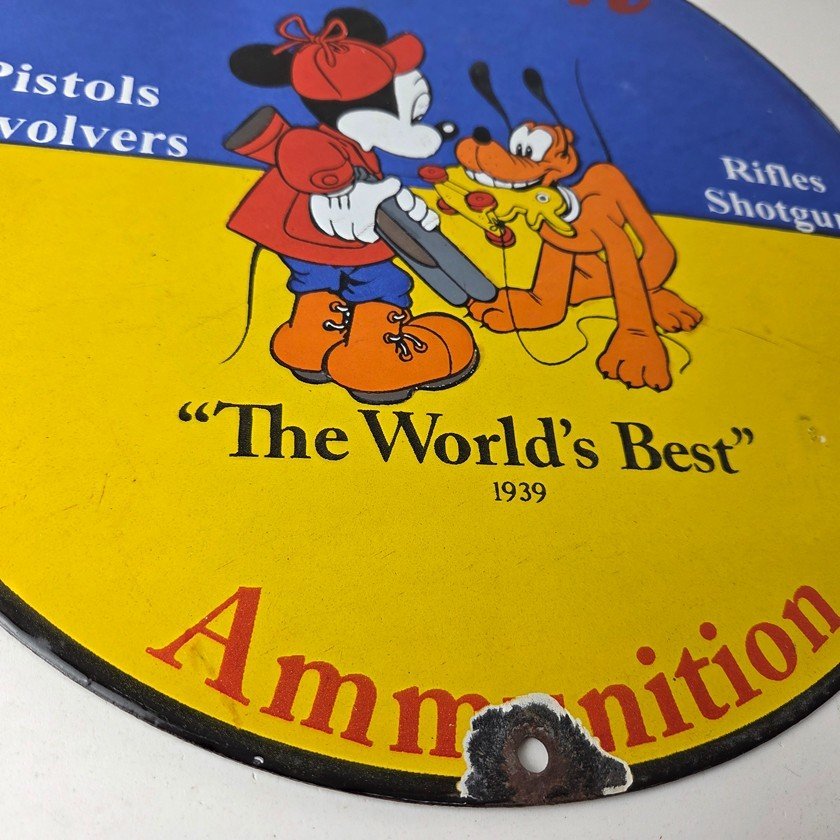 Pistols
volvers
Rifles
Shotgu
“The World’s Best”
1939
Ammunition